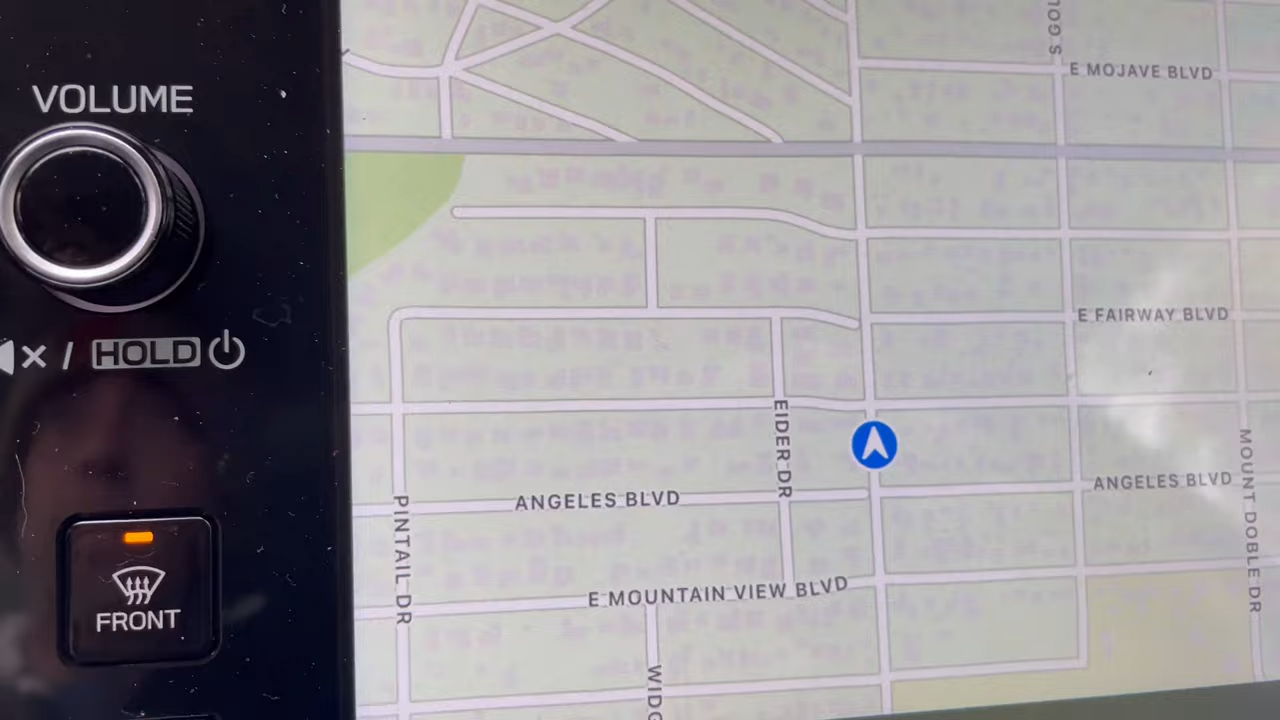 VOLUME
/ HOLD
FRONT
E MOJAVE BLVD
E FAIRWAY BLVD
EIDER DR
ANGELES BLVD
ANGELES BLVD
PINTAIL DR
MOUNT DOBLE DR
E MOUNTAIN VIEW BLVD